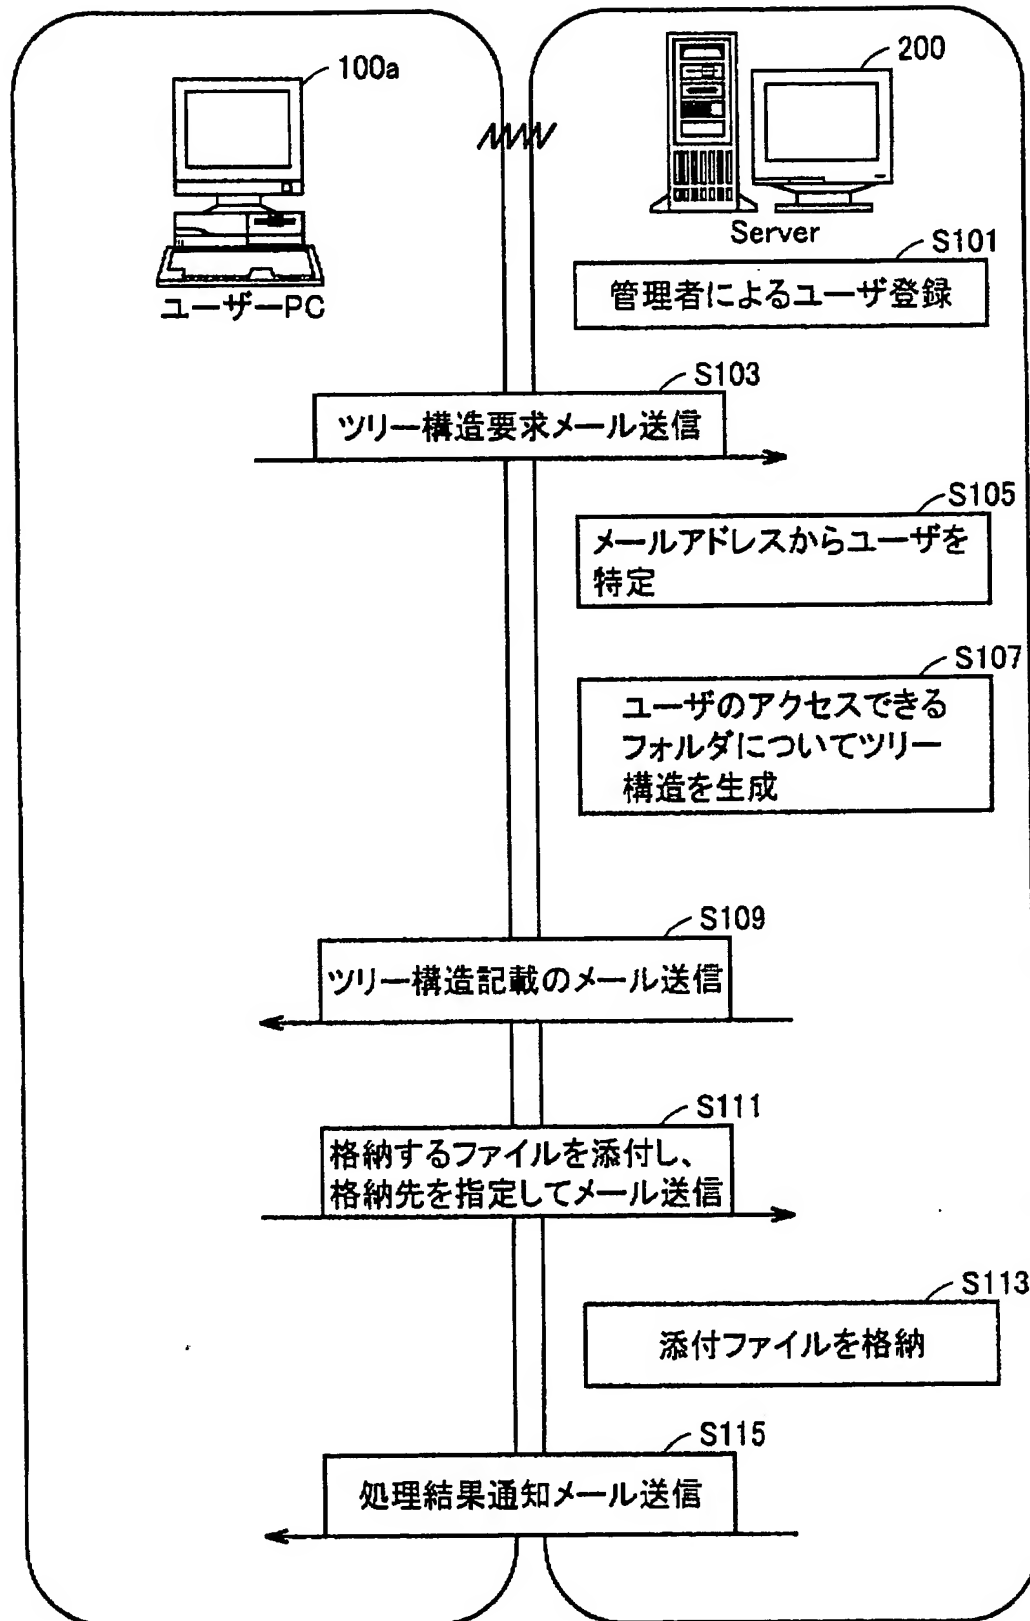 100a
200
ユーザーPC
Server
S101
管理者によるユーザ登録
S103
ツリー構造要求メール送信
S105
メールアドレスからユーザを
特定
S107
ユーザのアクセスできる
フォルダについてツリー
構造を生成
S109
ツリー構造記載のメール送信
S111
格納するファイルを添付し、
格納先を指定してメール送信
S113
添付ファイルを格納
S115
処理結果通知メール送信